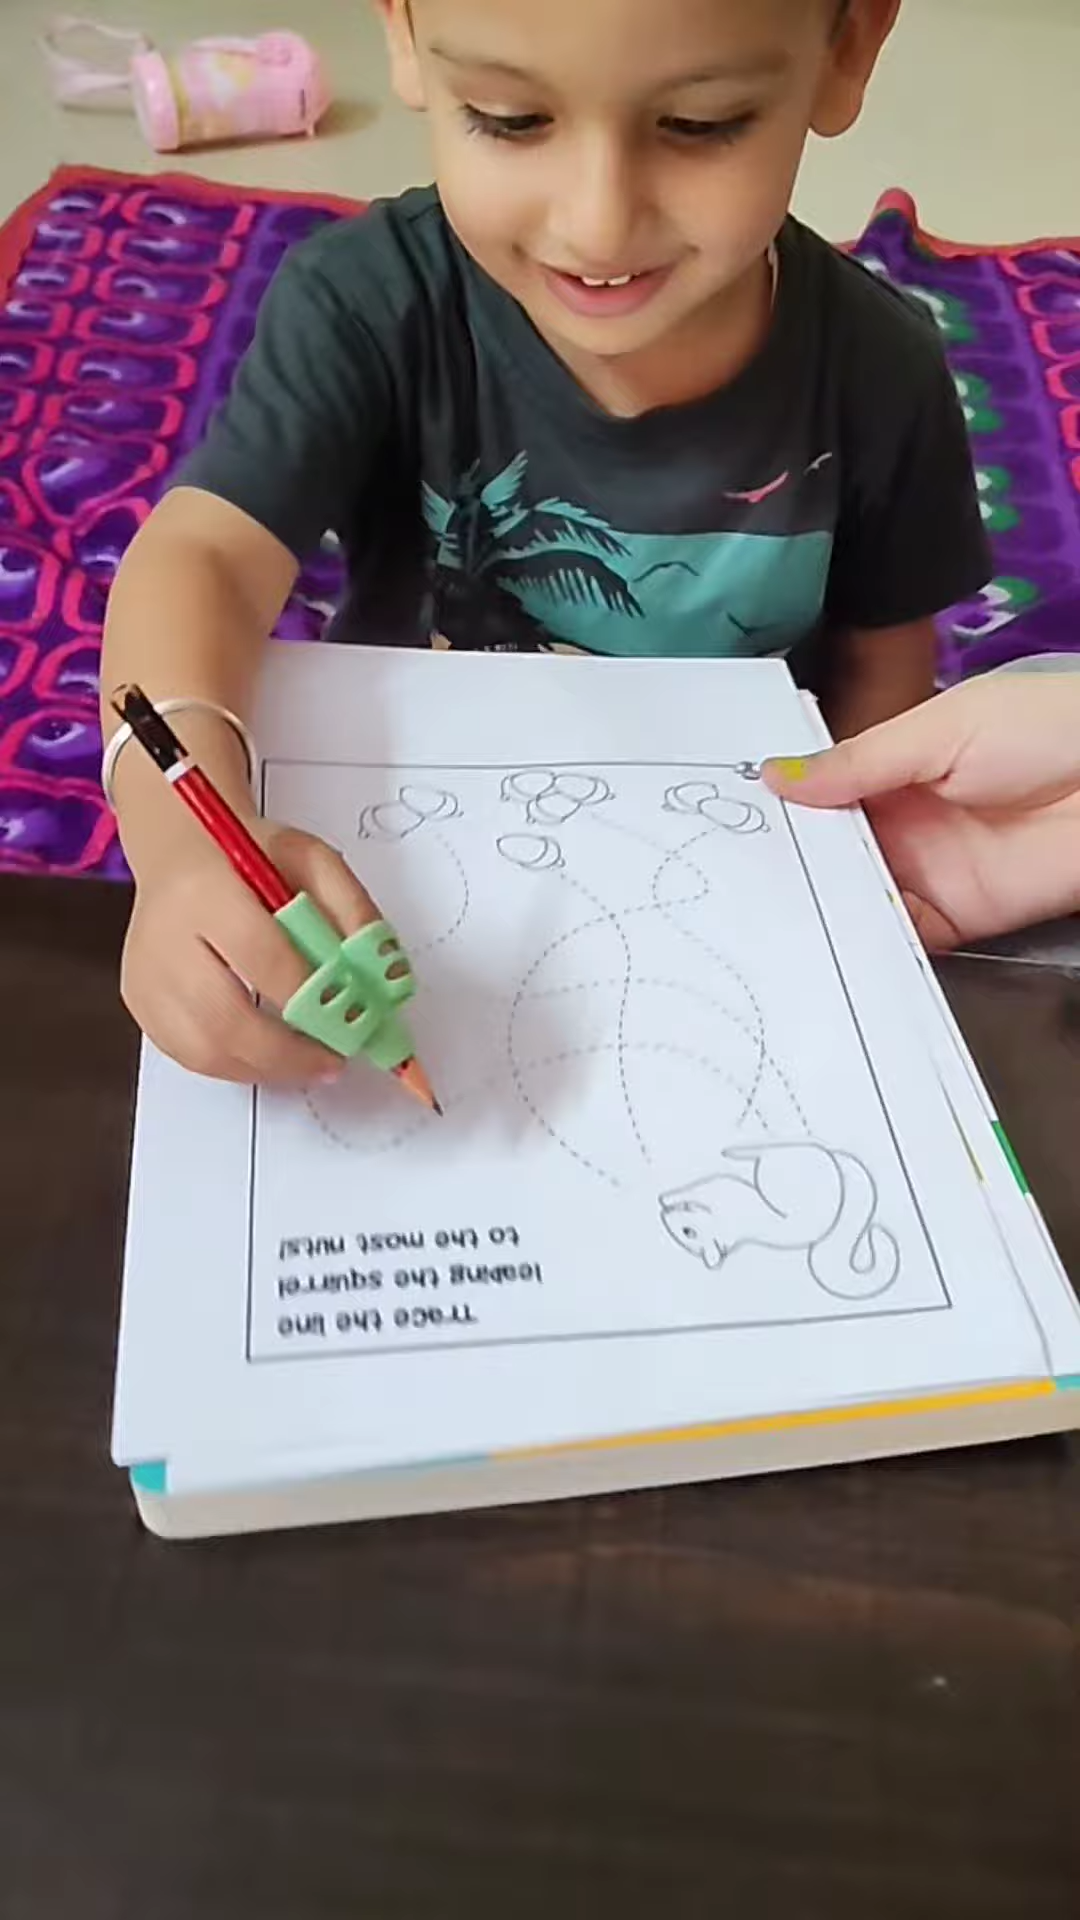 Trace the line
leading the squirrel
to the most nuts!